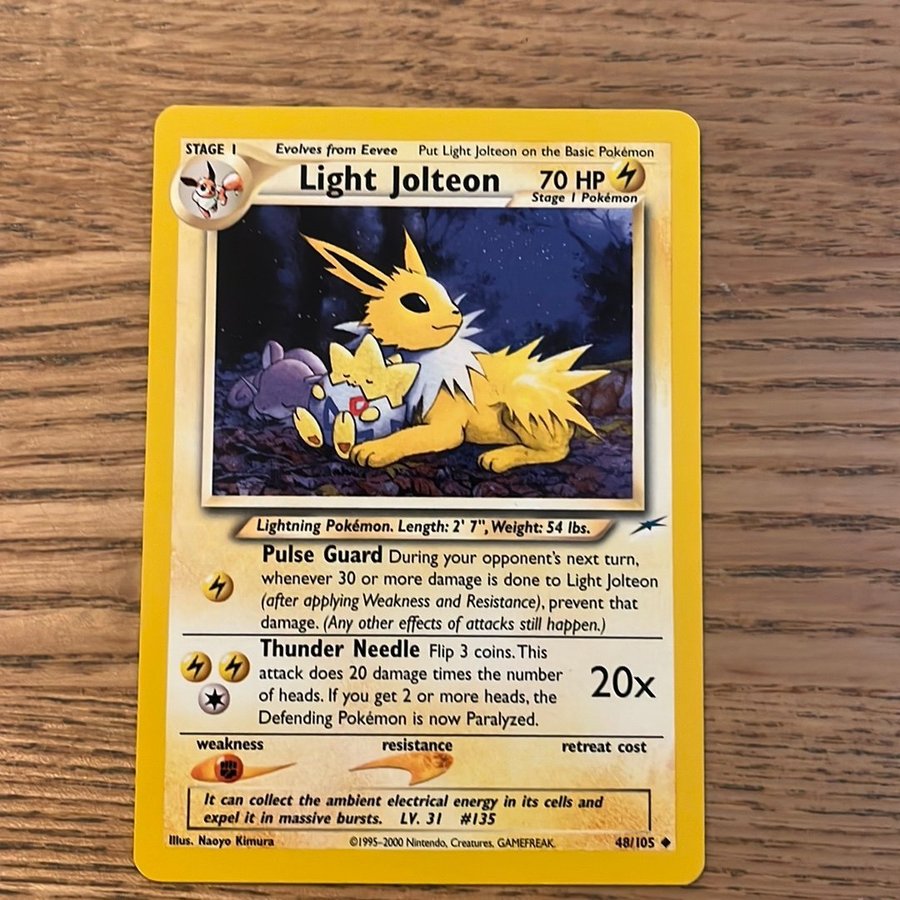 STAGE 1 Evolves from Eevee Put Light Jolteon on the Basic Pokémon
Light Jolteon 70 HP
Stage 1 Pokémon
Lightning Pokémon. Length: 2' 7", Weight: 54 lbs.
Pulse Guard During your opponent's next turn,
whenever 30 or more damage is done to Light Jolteon
(after applying Weakness and Resistance), prevent that
damage. (Any other effects of attacks still happen.)
Thunder Needle Flip 3 coins. This
attack does 20 damage times the number
of heads. If you get 2 or more heads, the
Defending Pokémon is now Paralyzed.
20x
weakness resistance retreat cost
It can collect the ambient electrical energy in its cells and
expel it in massive bursts. LV. 31 #135
Illus. Naoyo Kimura ©1995-2000 Nintendo, Creatures, GAMEFREAK. 48/105